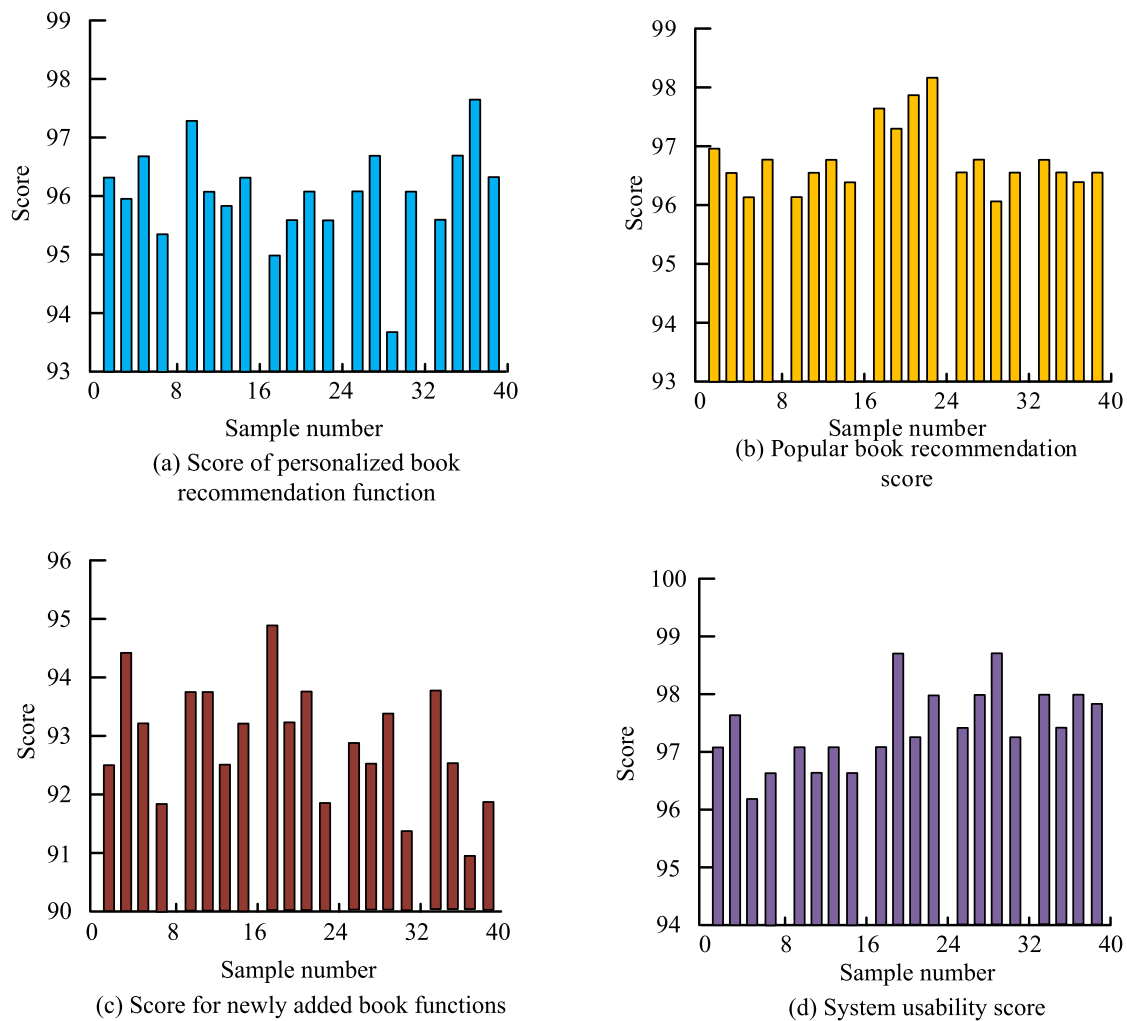 99
98
97
96
95
94
93
Score
0 8 16 24 32 40
Sample number
(a) Score of personalized book
recommendation function
99
98
97
96
95
94
93
Score
0 8 16 24 32 40
Sample number
(b) Popular book recommendation
score
96
95
94
93
92
91
90
Score
0 8 16 24 32 40
Sample number
(c) Score for newly added book functions
100
99
98
97
96
95
94
Score
0 8 16 24 32 40
Sample number
(d) System usability score